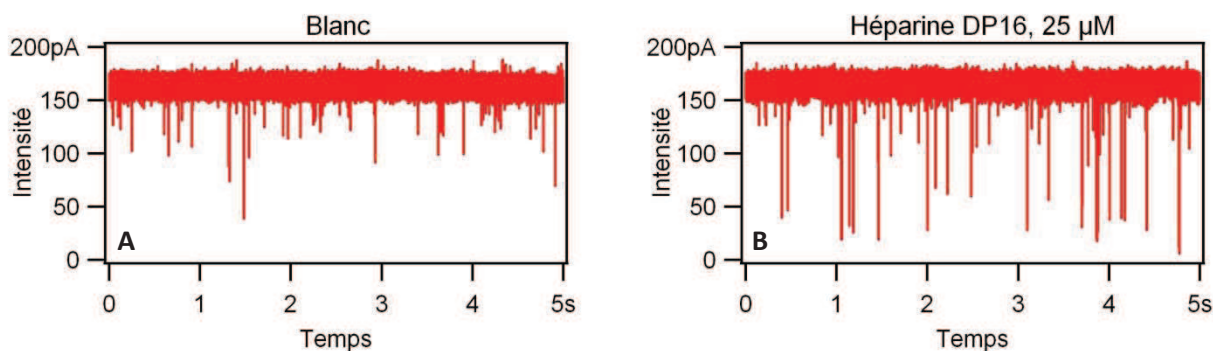 Blanc
200pA
150
100
50
0
Intensité
A
0 1 2 3 4 5s
Temps
Héparine DP16, 25 µM
200pA
150
100
50
0
Intensité
B
0 1 2 3 4 5s
Temps